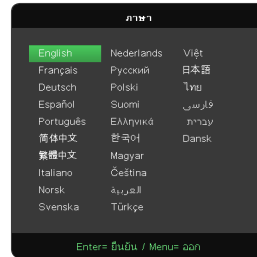 ภาษา
English Nederlands Việt
Français Русский 日本語
Deutsch Polski ไทย
Español Suomi فارسی
Português Ελληνικά עברית
简体中文 한국어 Dansk
繁體中文 Magyar
Italiano Čeština
Norsk العربية
Svenska Türkçe
Enter= ยืนยัน / Menu= ออก